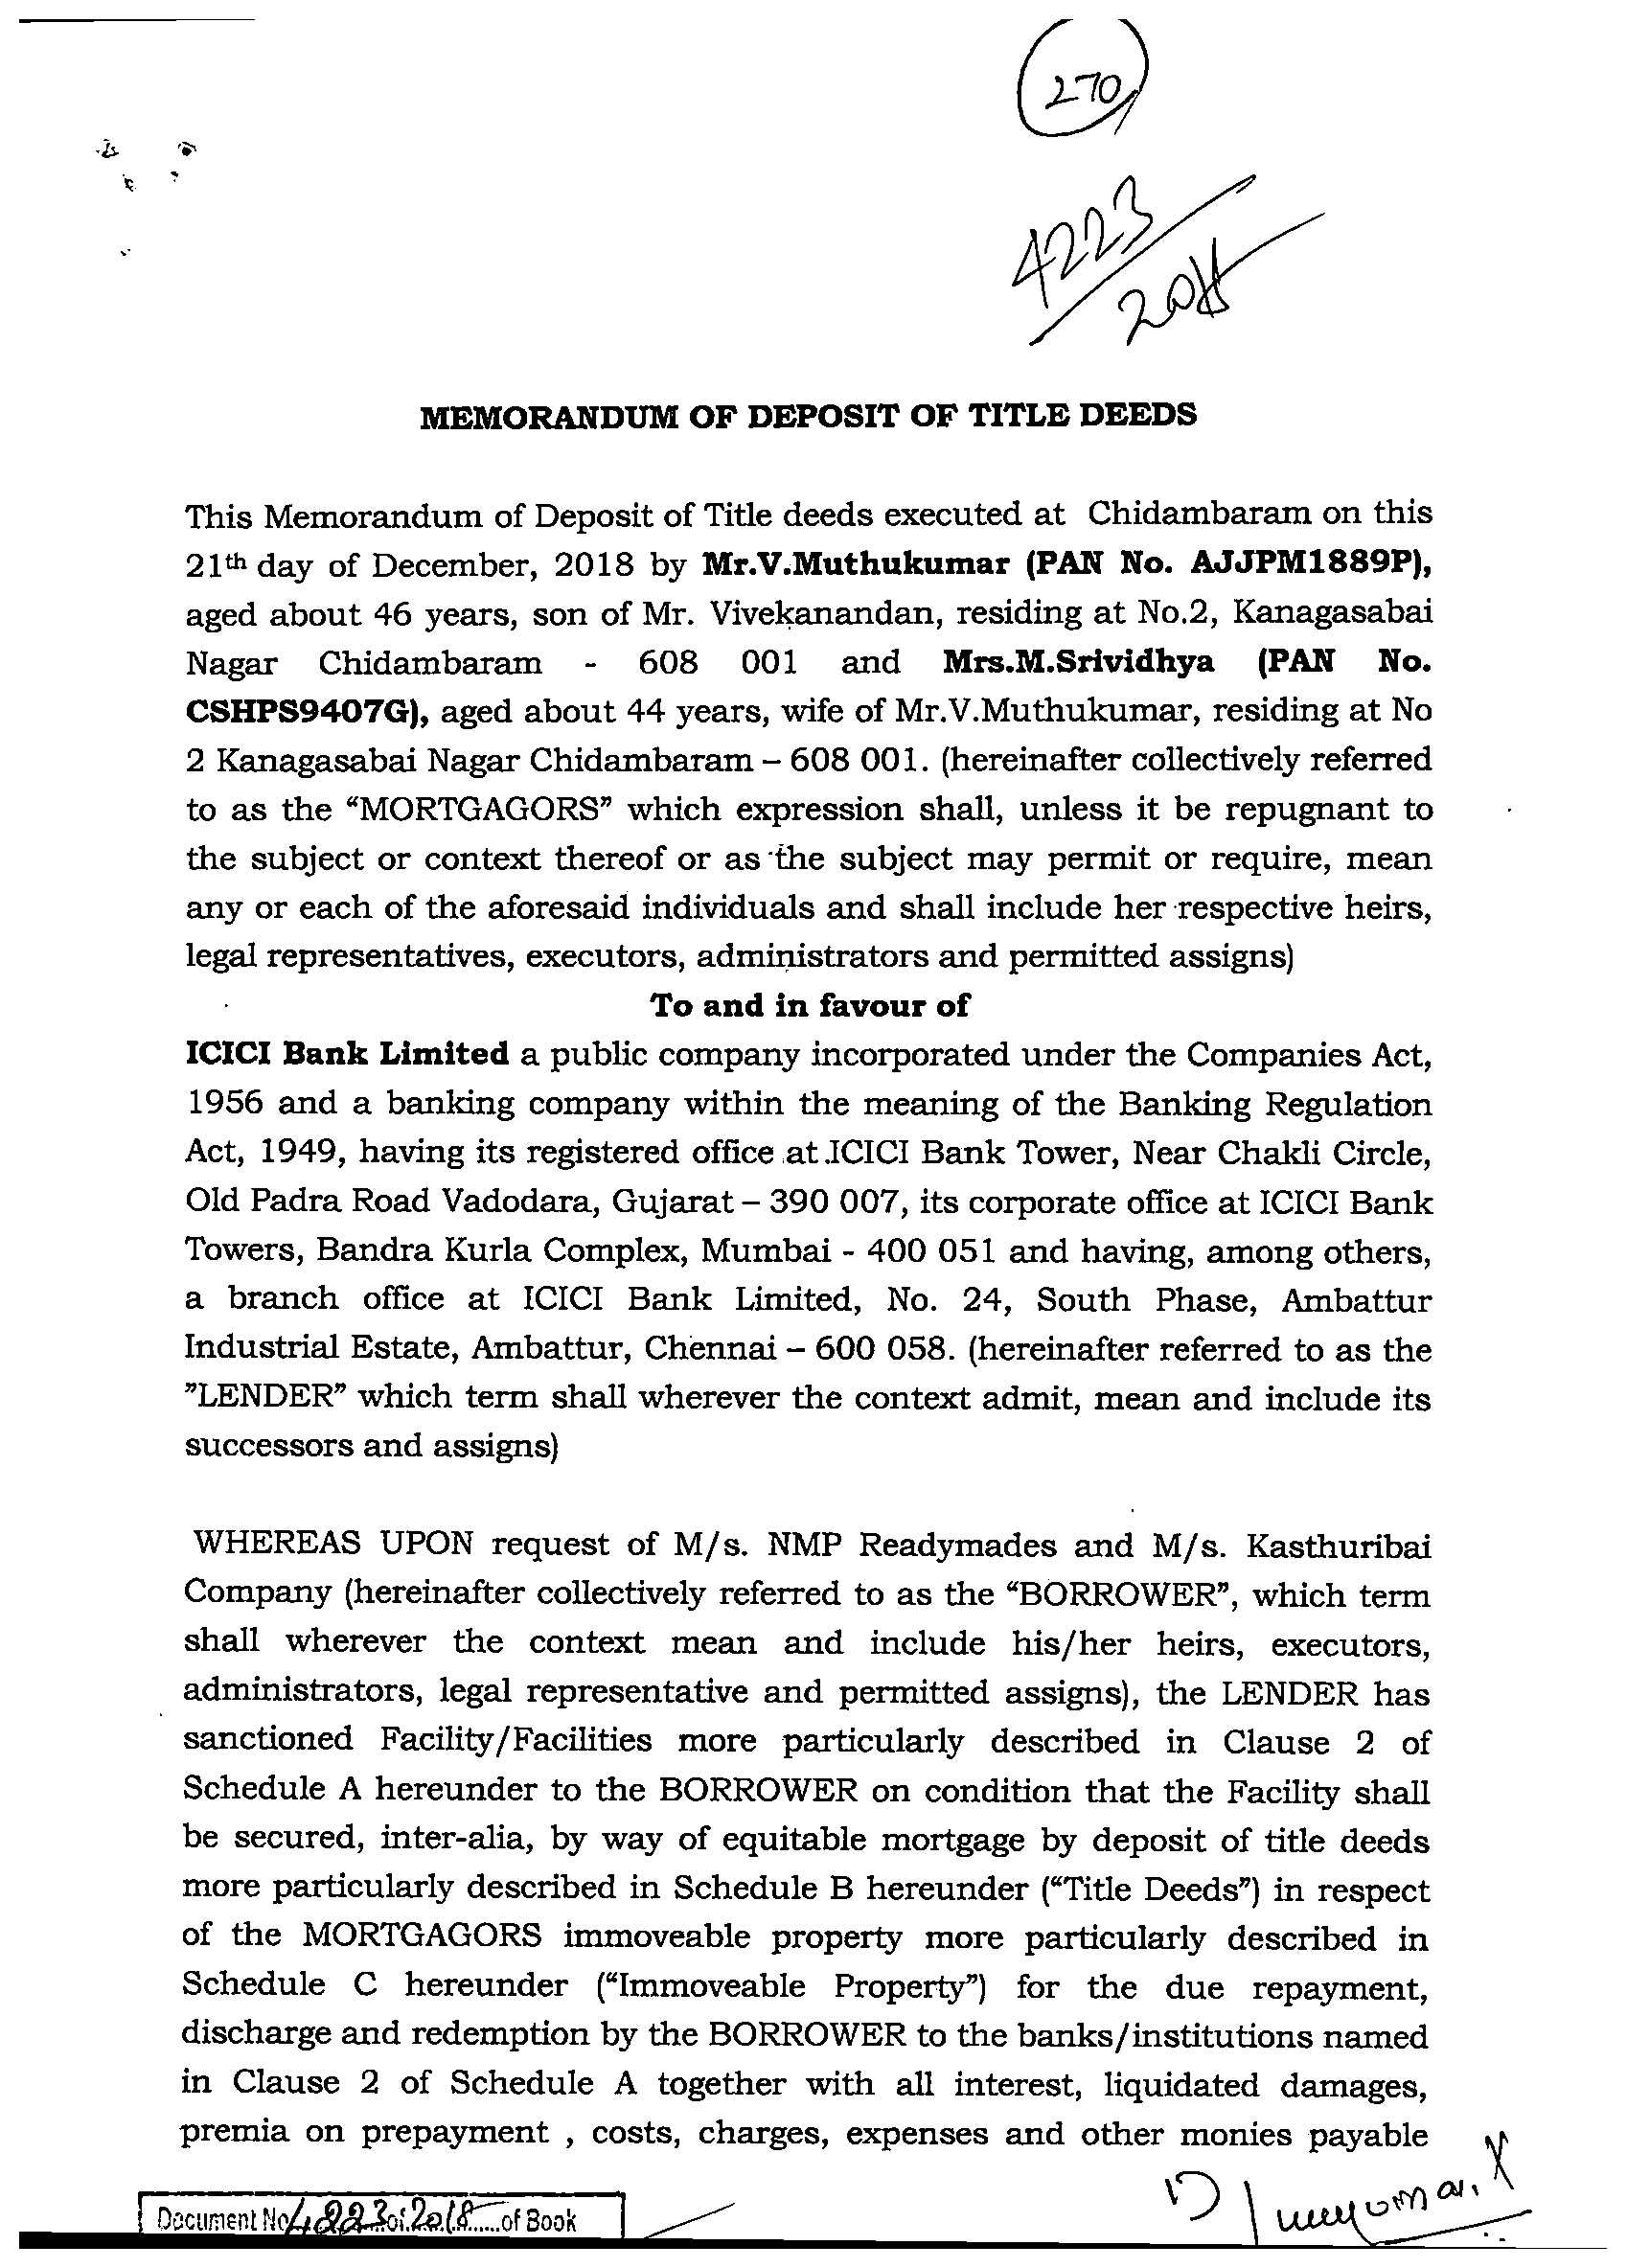 270
4223
2018
MEMORANDUM OF DEPOSIT OF TITLE DEEDS
This Memorandum of Deposit of Title deeds executed at Chidambaram on this
21th day of December, 2018 by Mr.V.Muthukumar (PAN No. AJJPM1889P),
aged about 46 years, son of Mr. Vivekanandan, residing at No.2, Kanagasabai
Nagar Chidambaram - 608 001 and Mrs.M.Srividhya (PAN No.
CSHPS9407G), aged about 44 years, wife of Mr.V.Muthukumar, residing at No
2 Kanagasabai Nagar Chidambaram – 608 001. (hereinafter collectively referred
to as the “MORTGAGORS” which expression shall, unless it be repugnant to
the subject or context thereof or as the subject may permit or require, mean
any or each of the aforesaid individuals and shall include her respective heirs,
legal representatives, executors, administrators and permitted assigns)
To and in favour of
ICICI Bank Limited a public company incorporated under the Companies Act,
1956 and a banking company within the meaning of the Banking Regulation
Act, 1949, having its registered office at ICICI Bank Tower, Near Chakli Circle,
Old Padra Road Vadodara, Gujarat – 390 007, its corporate office at ICICI Bank
Towers, Bandra Kurla Complex, Mumbai - 400 051 and having, among others,
a branch office at ICICI Bank Limited, No. 24, South Phase, Ambattur
Industrial Estate, Ambattur, Chennai – 600 058. (hereinafter referred to as the
”LENDER” which term shall wherever the context admit, mean and include its
successors and assigns)
WHEREAS UPON request of M/s. NMP Readymades and M/s. Kasthuribai
Company (hereinafter collectively referred to as the “BORROWER”, which term
shall wherever the context mean and include his/her heirs, executors,
administrators, legal representative and permitted assigns), the LENDER has
sanctioned Facility/Facilities more particularly described in Clause 2 of
Schedule A hereunder to the BORROWER on condition that the Facility shall
be secured, inter-alia, by way of equitable mortgage by deposit of title deeds
more particularly described in Schedule B hereunder (“Title Deeds”) in respect
of the MORTGAGORS immoveable property more particularly described in
Schedule C hereunder (“Immoveable Property”) for the due repayment,
discharge and redemption by the BORROWER to the banks/institutions named
in Clause 2 of Schedule A together with all interest, liquidated damages,
premia on prepayment , costs, charges, expenses and other monies payable
Document No 4223 of 2018 of Book